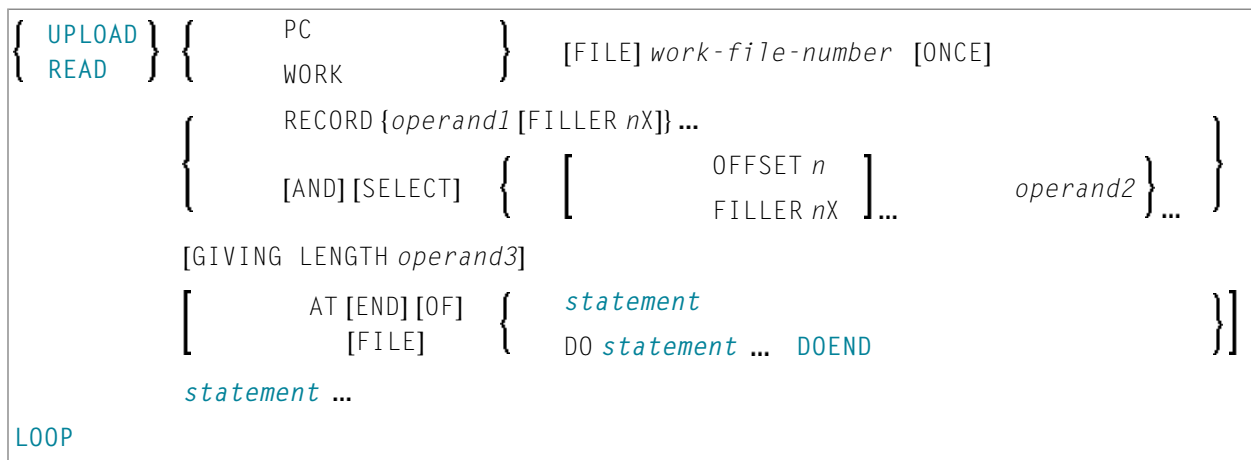 { UPLOAD } { PC } [FILE] work-file-number [ONCE]
{ READ } { WORK }
{ RECORD {operand1 [FILLER nX]} ...
[AND] [SELECT] { [ OFFSET n ] ... operand2 } ... }
FILLER nX
[GIVING LENGTH operand3]
[ AT [END] [OF] { statement } ]
[FILE] DO statement ... DOEND
statement ...
LOOP